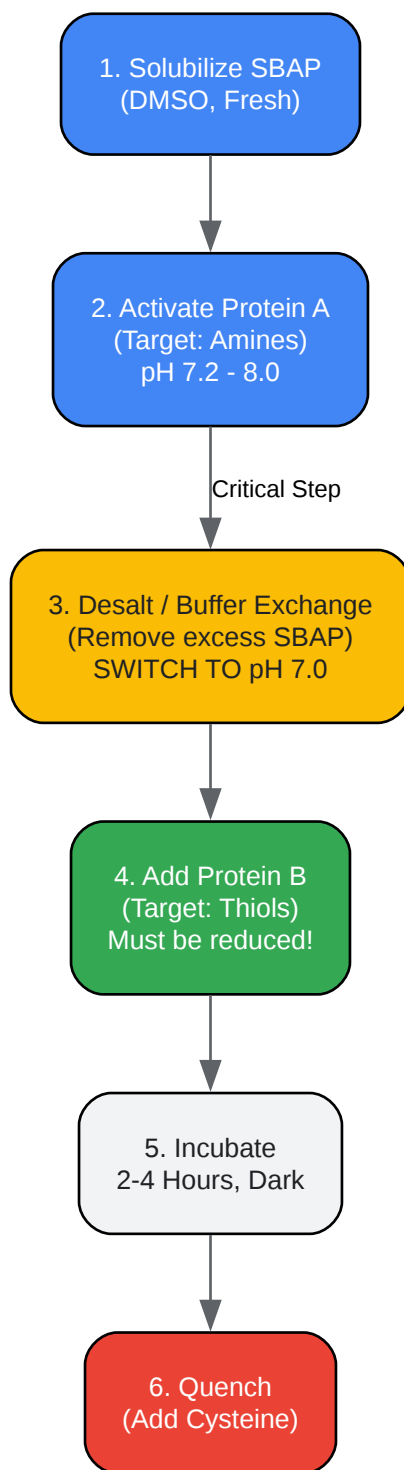 1. Solubilize SBAP
(DMSO, Fresh)
2. Activate Protein A
(Target: Amines)
pH 7.2 - 8.0
Critical Step
3. Desalt / Buffer Exchange
(Remove excess SBAP)
SWITCH TO pH 7.0
4. Add Protein B
(Target: Thiols)
Must be reduced!
5. Incubate
2-4 Hours, Dark
6. Quench
(Add Cysteine)